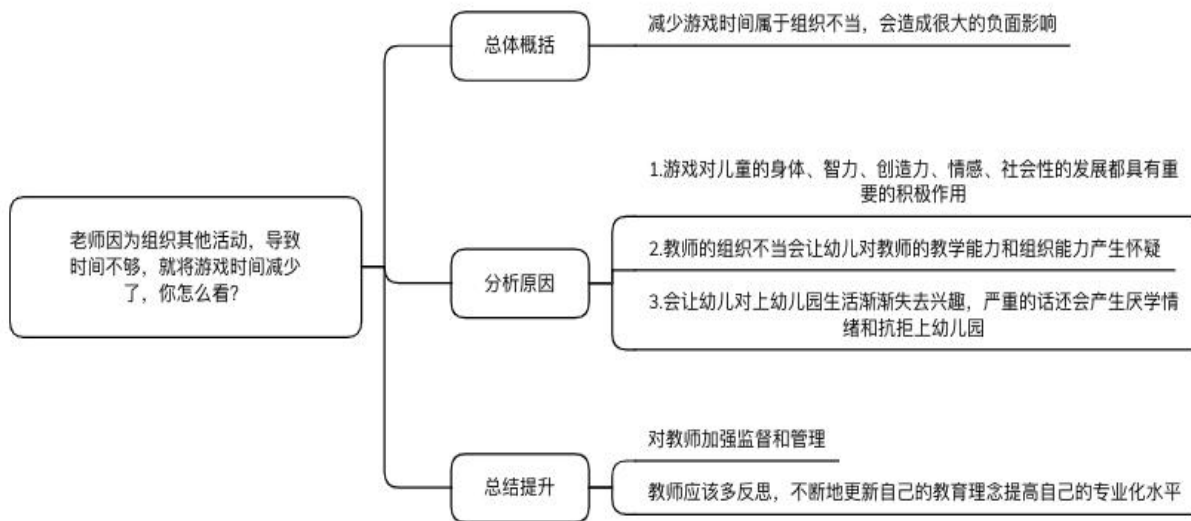 老师因为组织其他活动，导致
时间不够，就将游戏时间减少
了，你怎么看？
总体概括
减少游戏时间属于组织不当，会造成很大的负面影响
分析原因
1.游戏对儿童的身体、智力、创造力、情感、社会性的发展都具有重
要的积极作用
2.教师的组织不当会让幼儿对教师的教学能力和组织能力产生怀疑
3.会让幼儿对上幼儿园生活渐渐失去兴趣，严重的话还会产生厌学情
绪和抗拒上幼儿园
总结提升
对教师加强监督和管理
教师应该多反思，不断地更新自己的教育理念提高自己的专业化水平